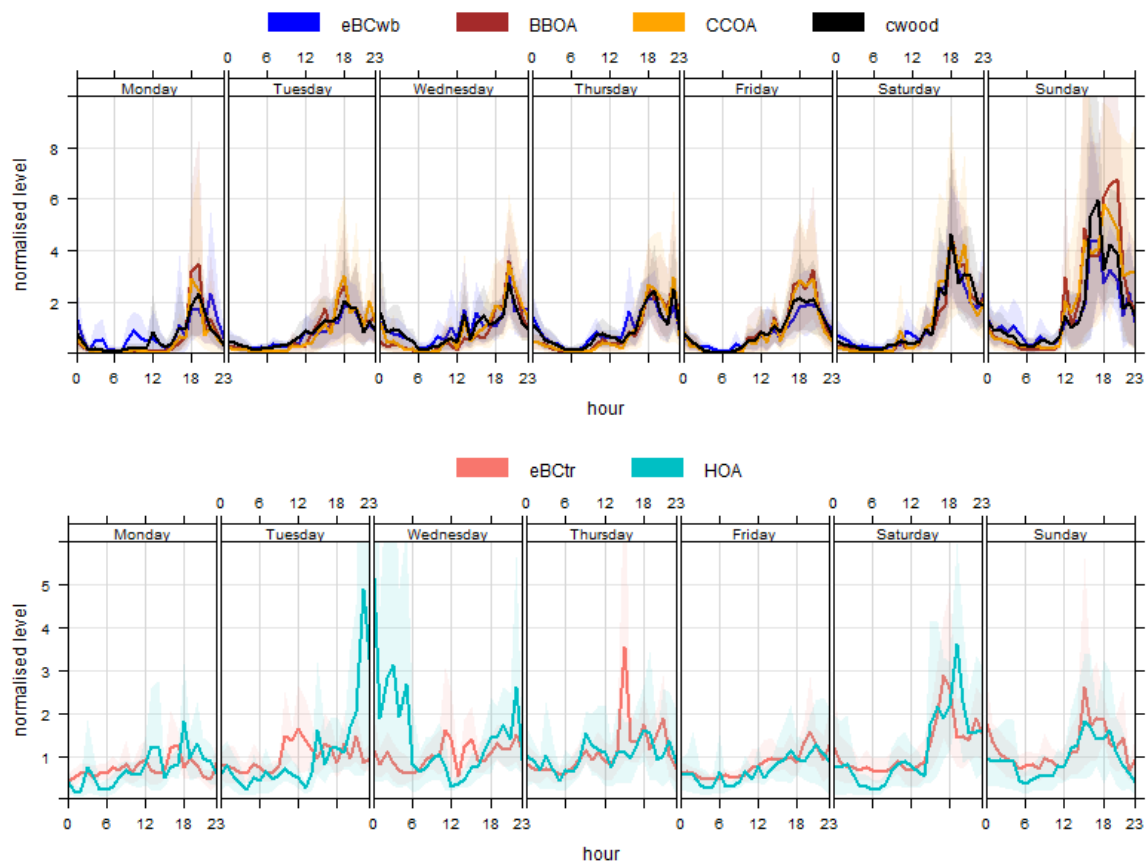 eBCwb BBOA CCOA cwood
0 6 12 18 23 0 6 12 18 23 0 6 12 18 23
Monday Tuesday Wednesday Thursday Friday Saturday Sunday
8
6
4
2
normalised level
0 6 12 18 23 0 6 12 18 23 0 6 12 18 23 0 6 12 18 23
hour
eBCtr HOA
0 6 12 18 23 0 6 12 18 23 0 6 12 18 23
Monday Tuesday Wednesday Thursday Friday Saturday Sunday
5
4
3
2
1
normalised level
0 6 12 18 23 0 6 12 18 23 0 6 12 18 23 0 6 12 18 23
hour